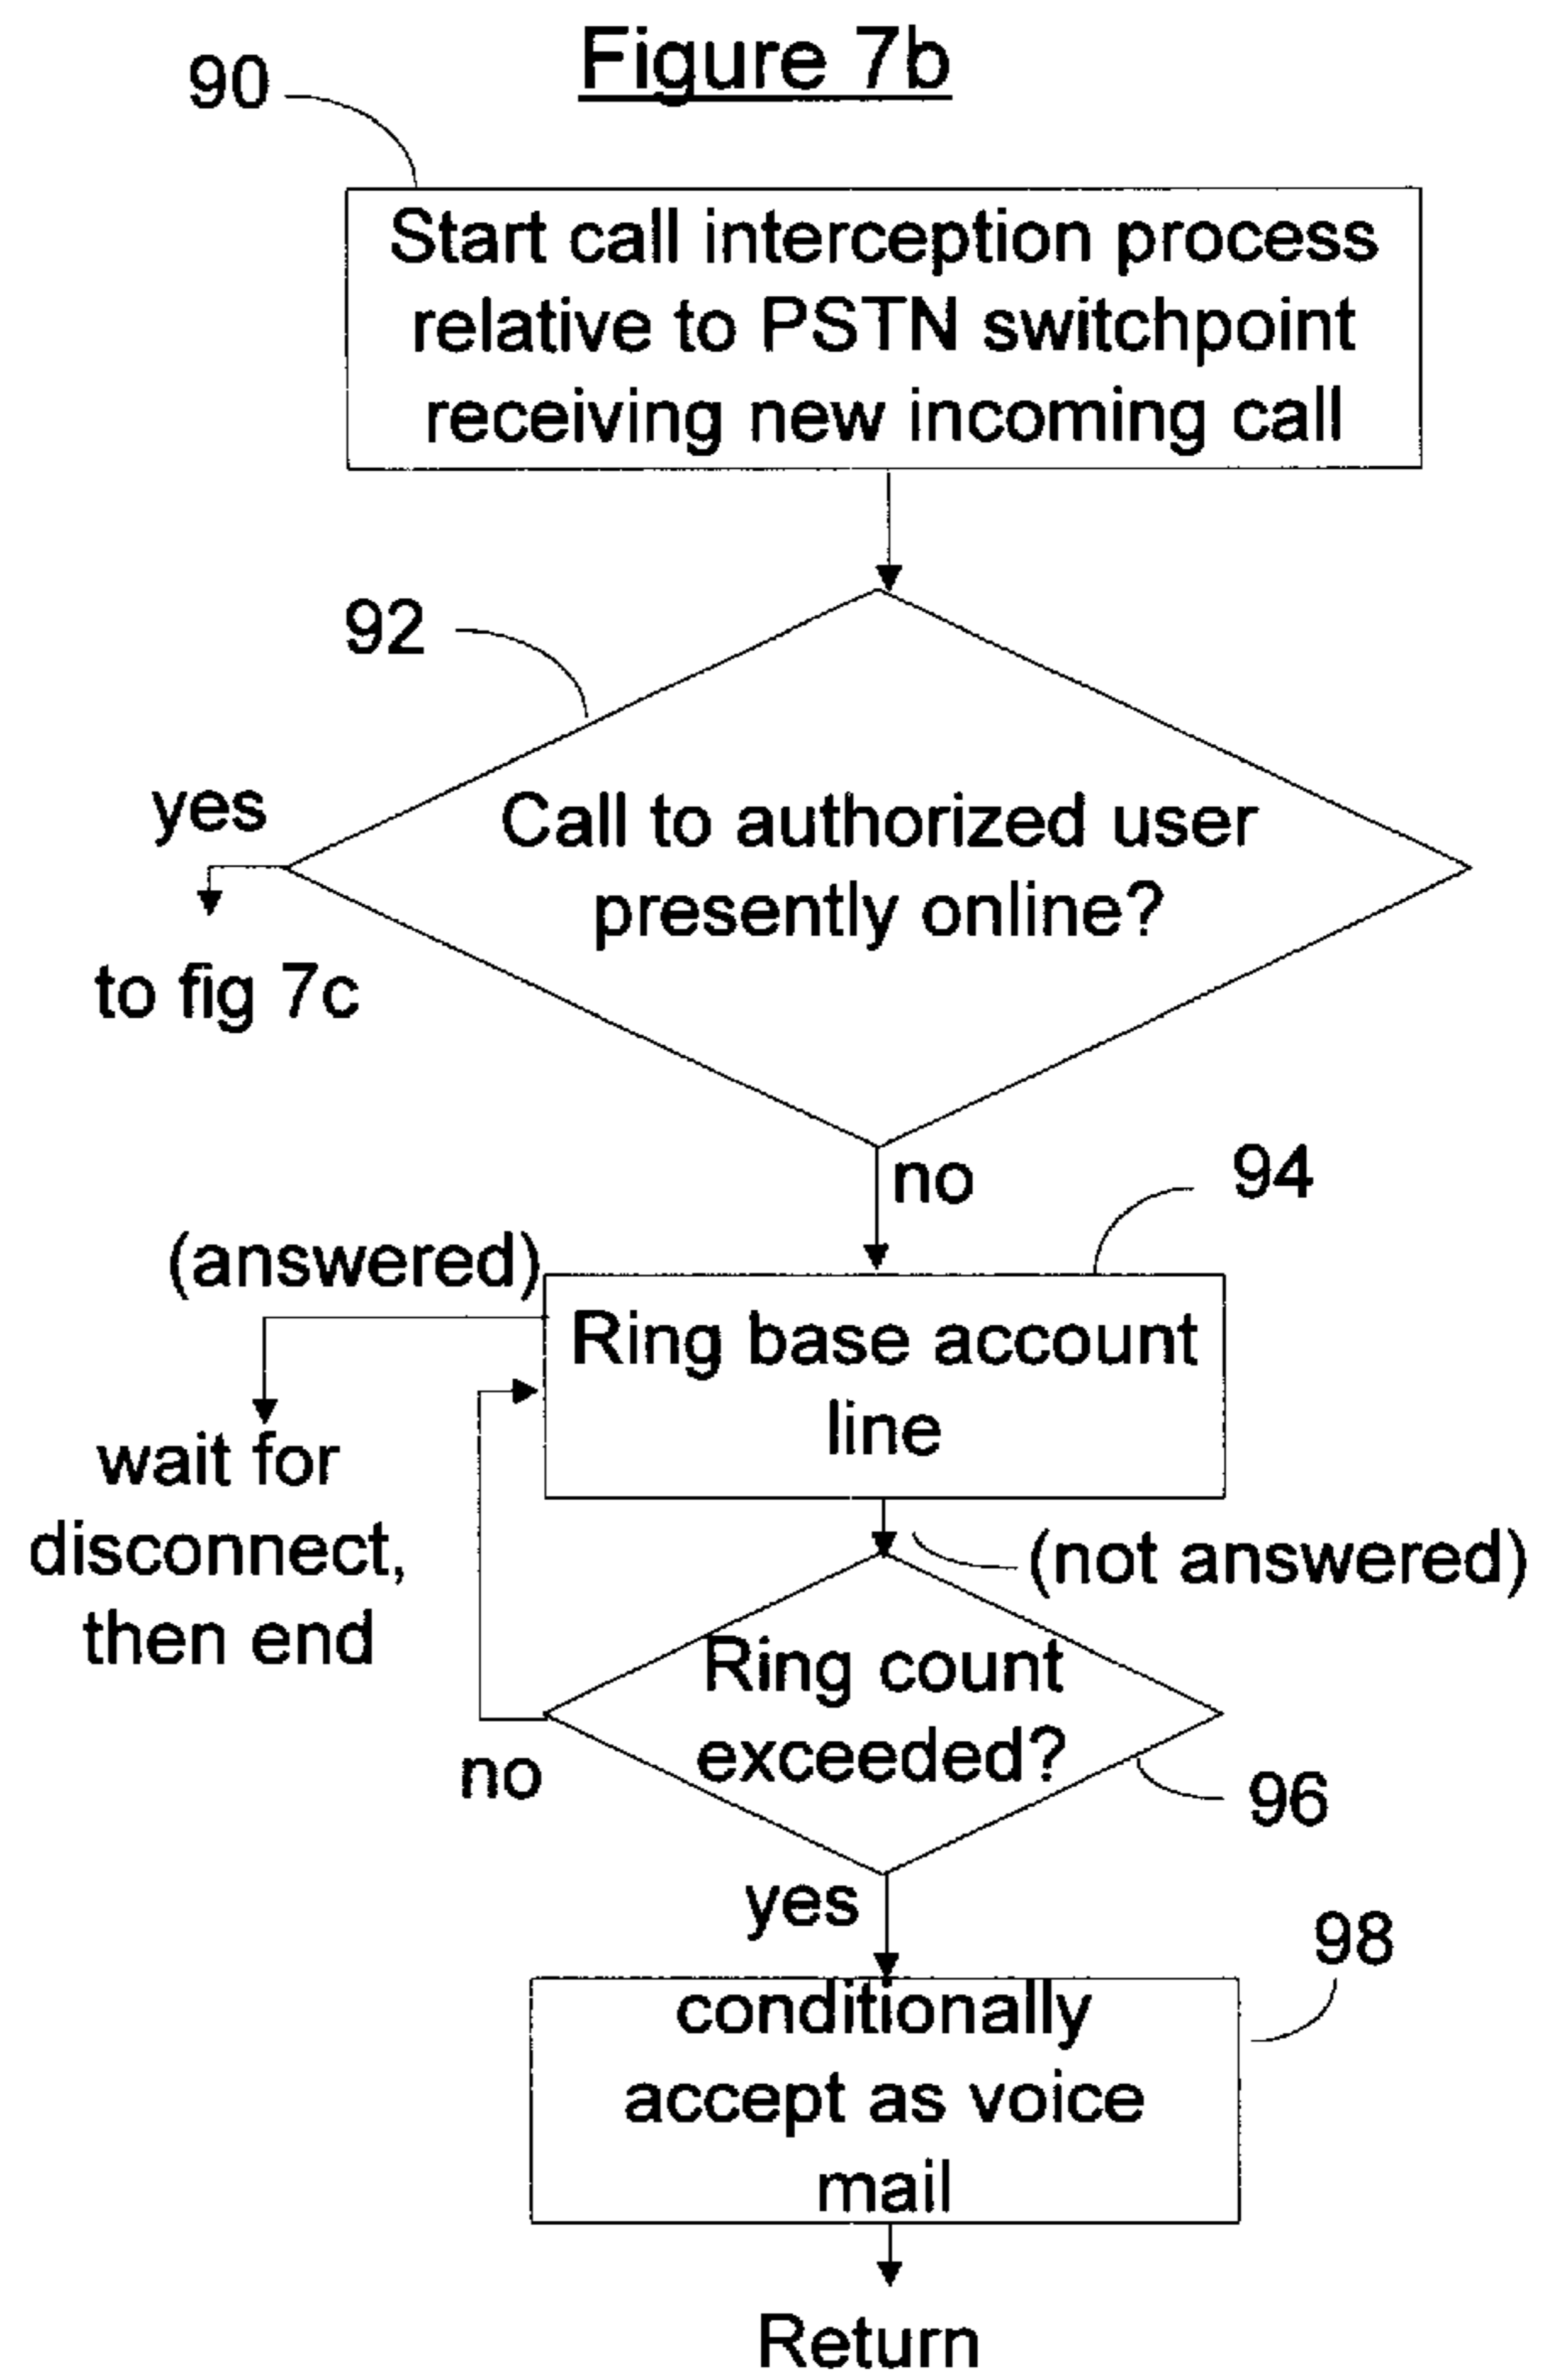 Figure 7b
90
Start call interception process
relative to PSTN switchpoint
receiving new incoming call
92
yes
Call to authorized user
presently online?
to fig 7c
no
94
(answered)
Ring base account
line
wait for
disconnect,
then end
(not answered)
Ring count
exceeded?
no
96
yes
98
conditionally
accept as voice
mail
Return